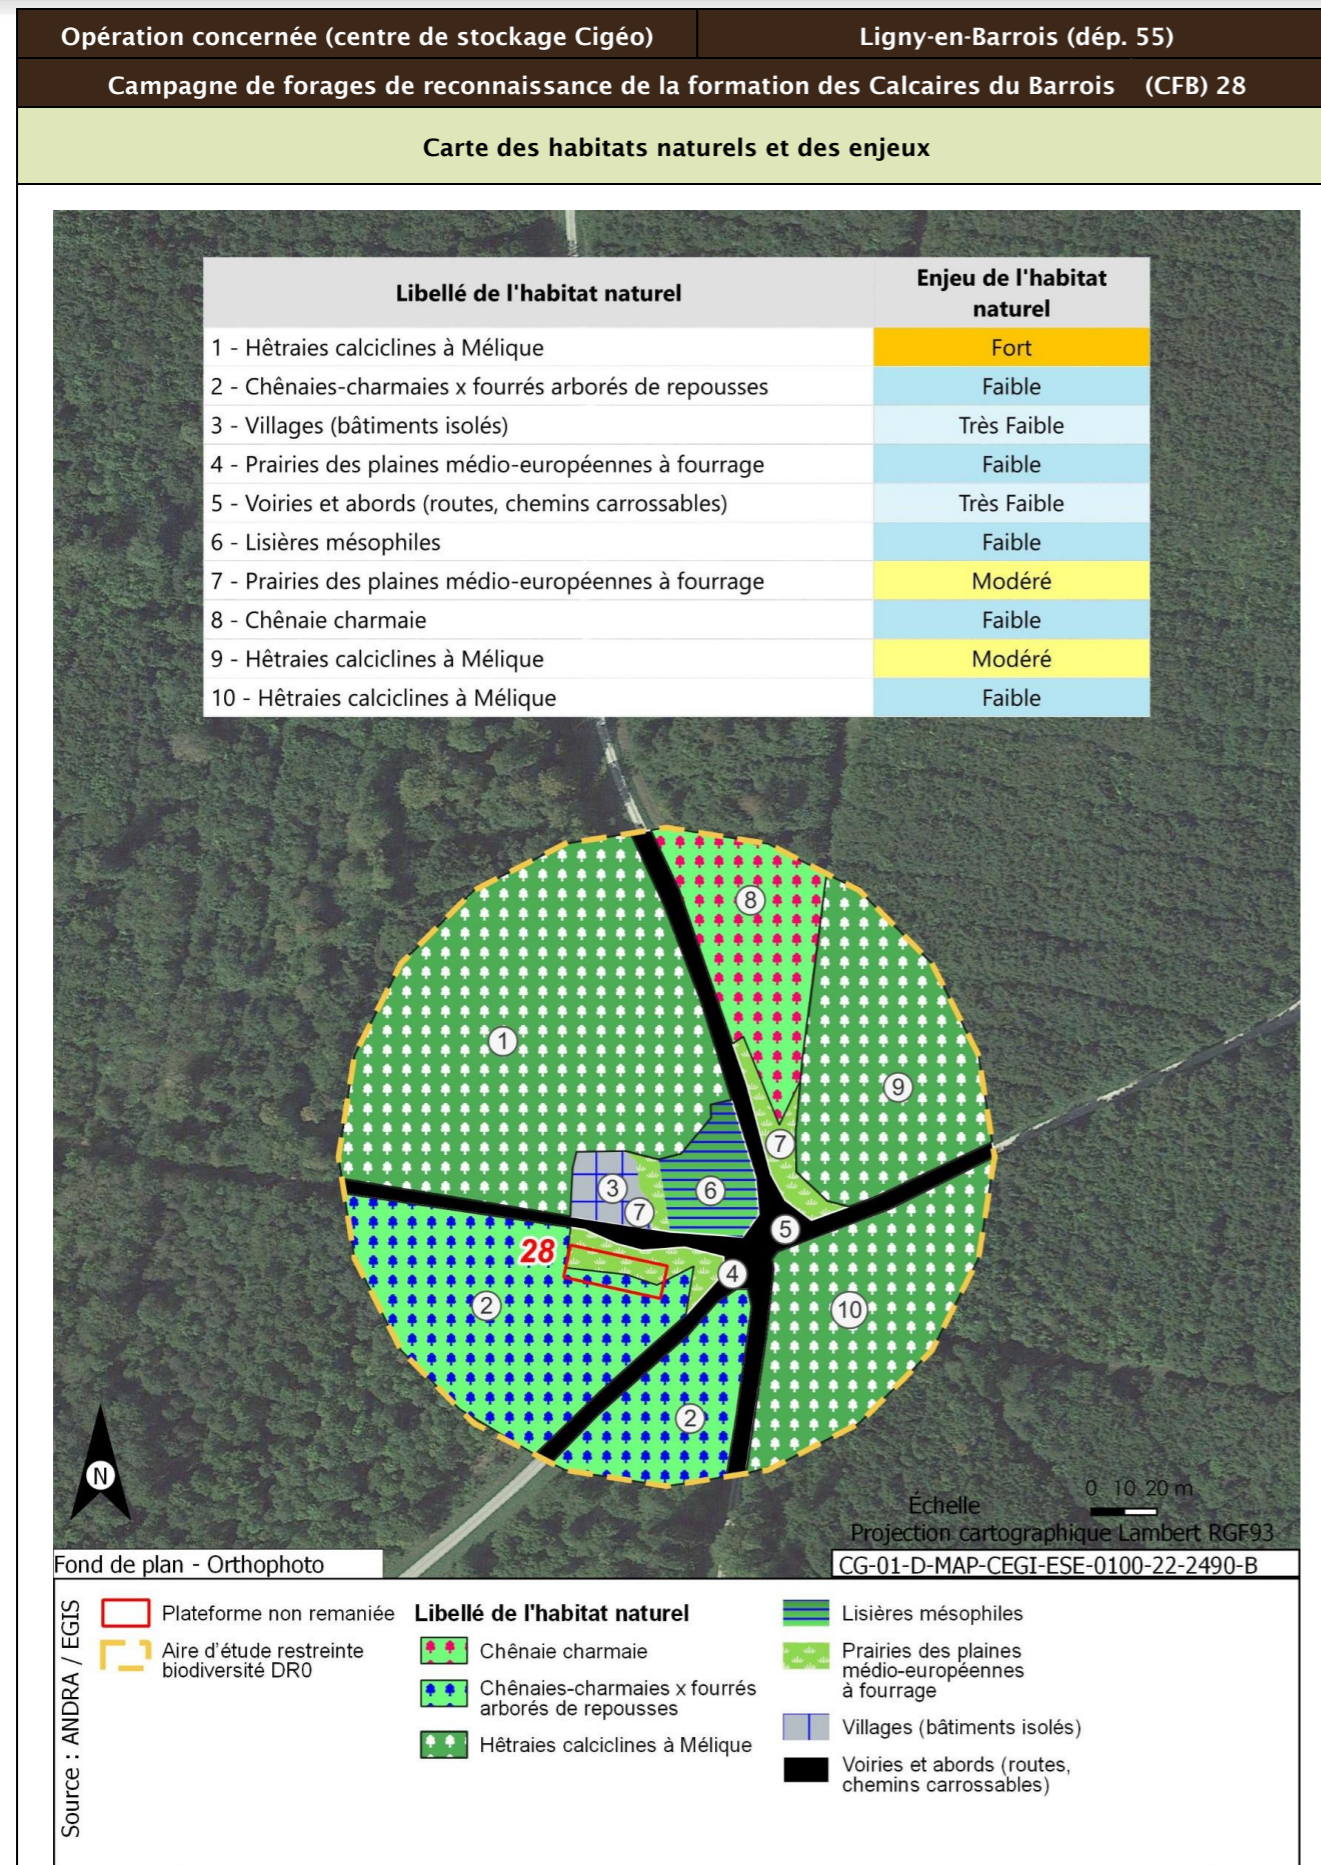 Opération concernée (centre de stockage Cigéo) Ligny-en-Barrois (dép. 55)
Campagne de forages de reconnaissance de la formation des Calcaires du Barrois (CFB) 28
Carte des habitats naturels et des enjeux
Libellé de l'habitat naturel Enjeu de l'habitat
naturel
1 - Hêtraies calciclines à Mélique Fort
2 - Chênaies-charmaies x fourrés arborés de repousses Faible
3 - Villages (bâtiments isolés) Très Faible
4 - Prairies des plaines médio-européennes à fourrage Faible
5 - Voiries et abords (routes, chemins carrossables) Très Faible
6 - Lisières mésophiles Faible
7 - Prairies des plaines médio-européennes à fourrage Modéré
8 - Chênaie charmaie Faible
9 - Hêtraies calciclines à Mélique Modéré
10 - Hêtraies calciclines à Mélique Faible
8
1
9
7
3
6
7
5
28
4
2
10
2
N
0 10 20 m
Échelle
Projection cartographique Lambert RGF93
Fond de plan - Orthophoto
CG-01-D-MAP-CEGI-ESE-0100-22-2490-B
Source : ANDRA / EGIS
Plateforme non remaniée
Aire d'étude restreinte
biodiversité DR0
Libellé de l'habitat naturel
Chênaie charmaie
Chênaies-charmaies x fourrés
arborés de repousses
Hêtraies calciclines à Mélique
Lisières mésophiles
Prairies des plaines
médio-européennes
à fourrage
Villages (bâtiments isolés)
Voiries et abords (routes,
chemins carrossables)